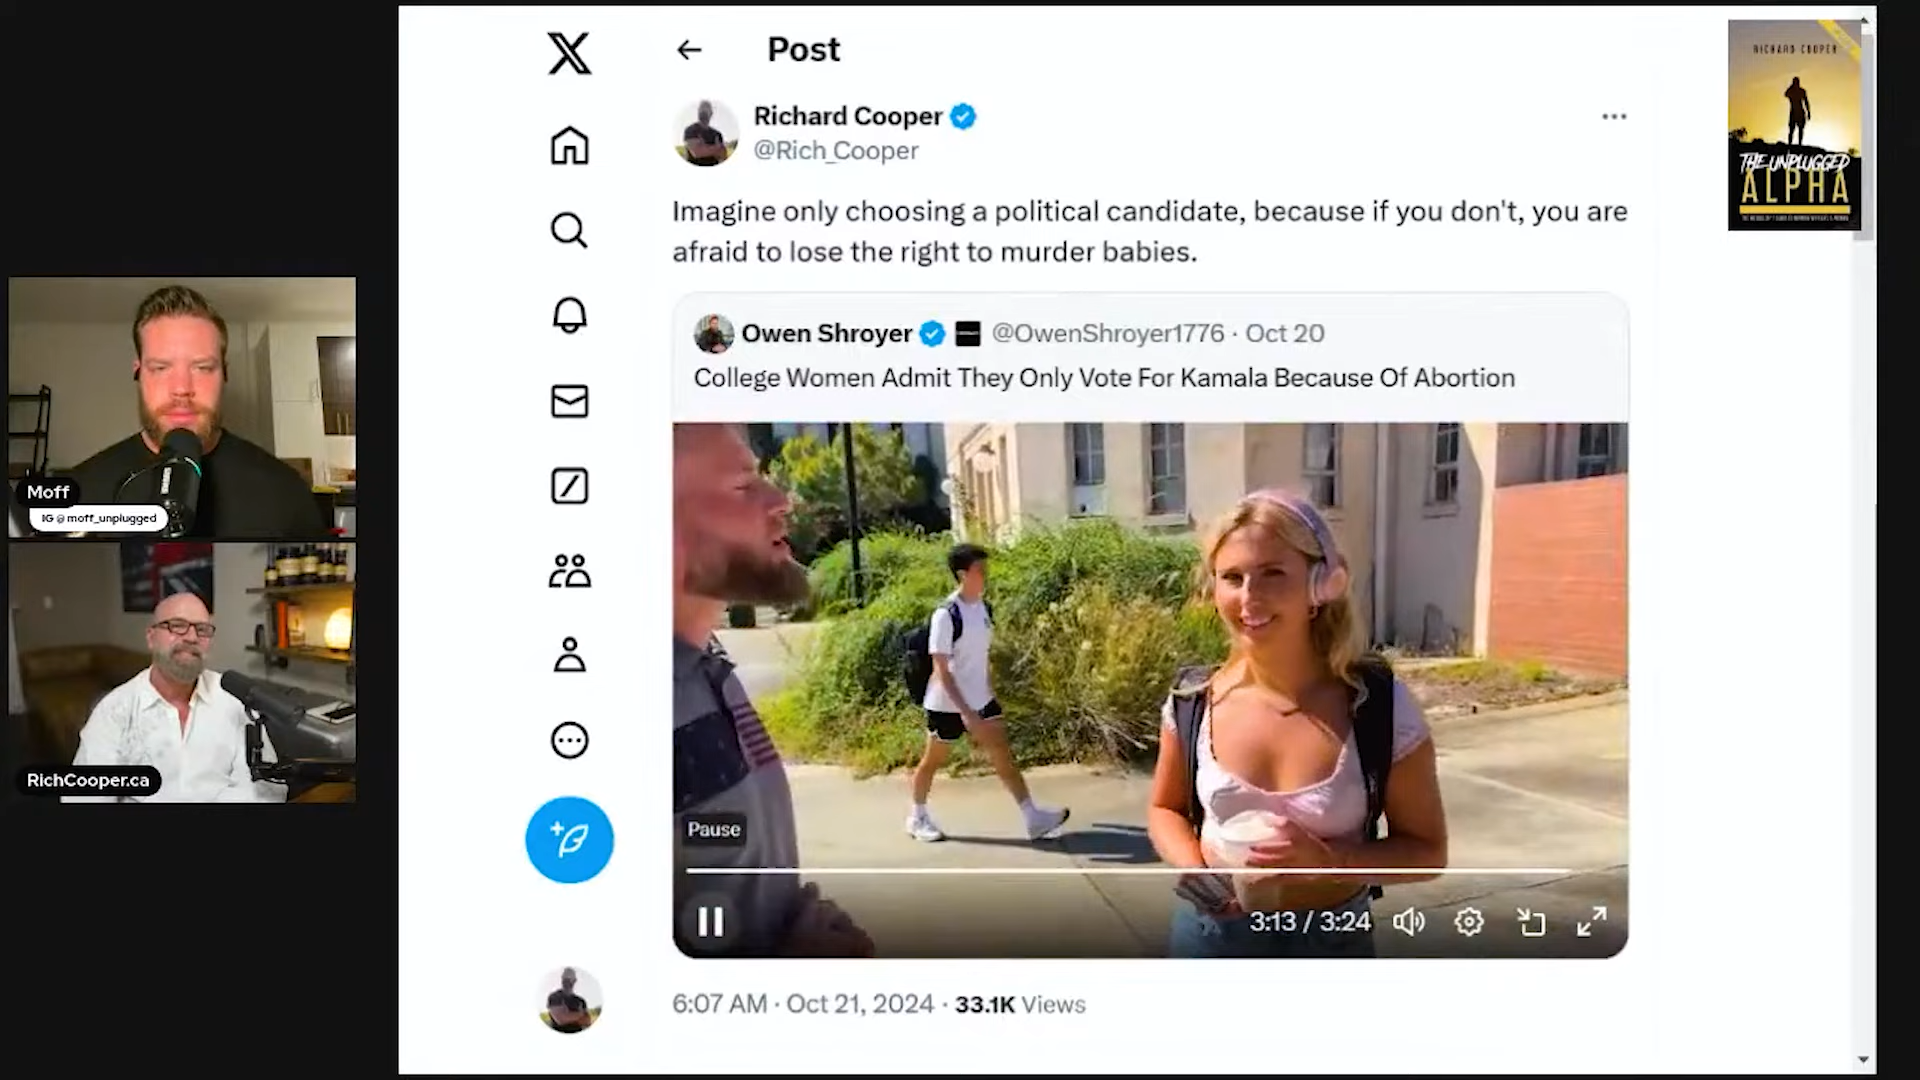 Post
Richard Cooper
@Rich_Cooper
Imagine only choosing a political candidate, because if you don't, you are
afraid to lose the right to murder babies.
Owen Shroyer @OwenShroyer1776 · Oct 20
College Women Admit They Only Vote For Kamala Because Of Abortion
Pause
3:13 / 3:24
6:07 AM · Oct 21, 2024 · 33.1K Views
RICHARD COOPER
THE UNPLUGGED
ALPHA
Moff
IG @moff_unplugged
RichCooper.ca